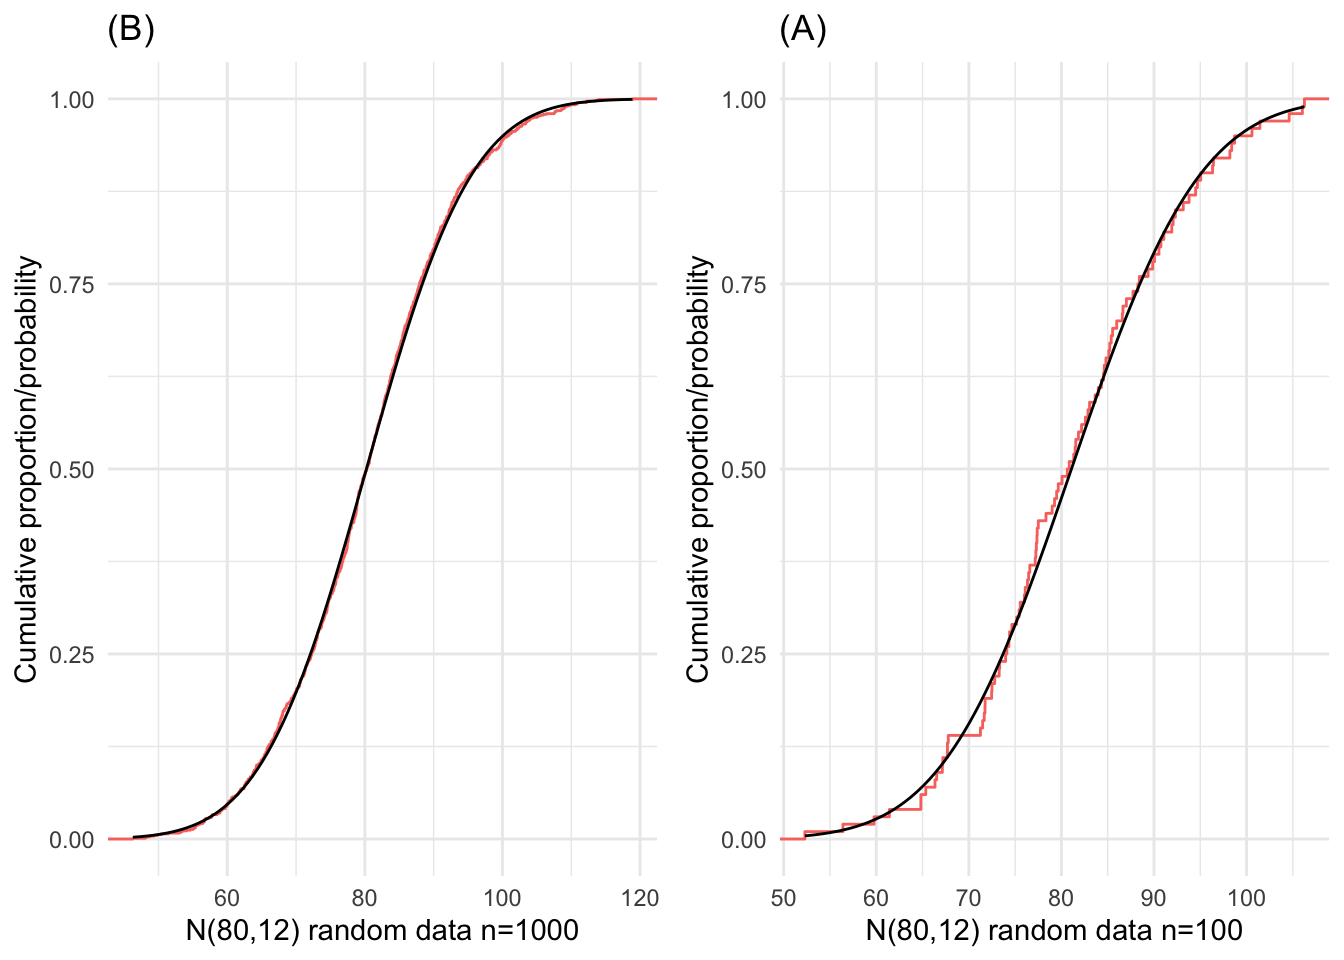 (B)
Cumulative proportion/probability
1.00
0.75
0.50
0.25
0.00
60 80 100 120
N(80,12) random data n=1000
(A)
Cumulative proportion/probability
1.00
0.75
0.50
0.25
0.00
50 60 70 80 90 100
N(80,12) random data n=100